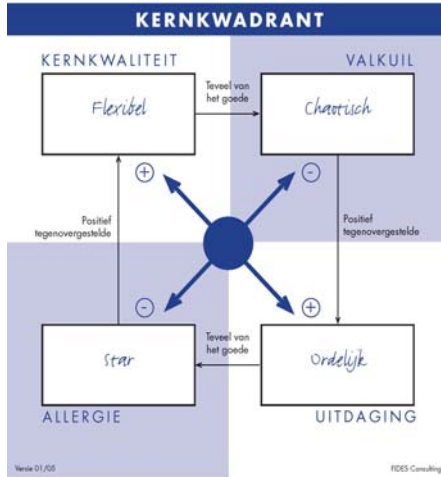 KERNKWADRANT
KERNKWALITEIT
VALKUIL
Flexibel
Teveel van
het goede
Chaotisch
+
-
Positief
tegenovergestelde
Positief
tegenovergestelde
-
+
Star
Teveel van
het goede
Ordelijk
ALLERGIE
UITDAGING
Versie 01/05
FIDES Consulting